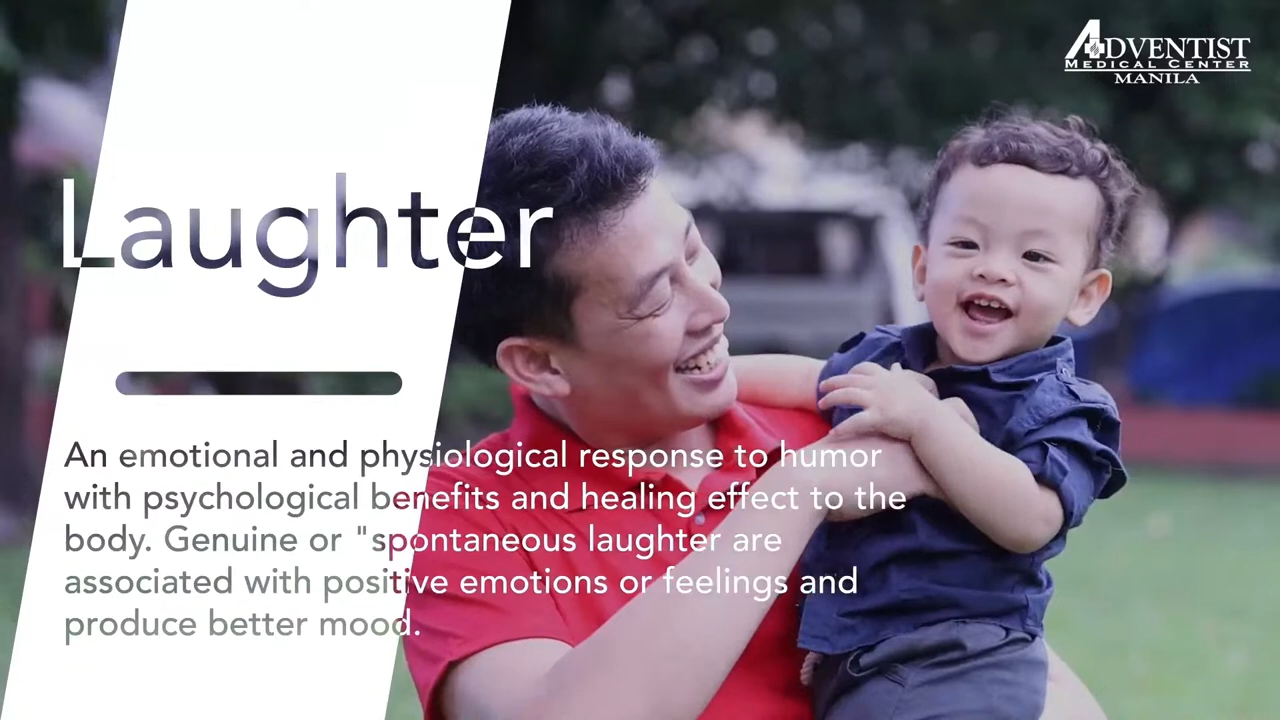 ADVENTIST
MEDICAL CENTER
MANILA
Laughter
An emotional and physiological response to humor
with psychological benefits and healing effect to the
body. Genuine or "spontaneous laughter are
associated with positive emotions or feelings and
produce better mood.